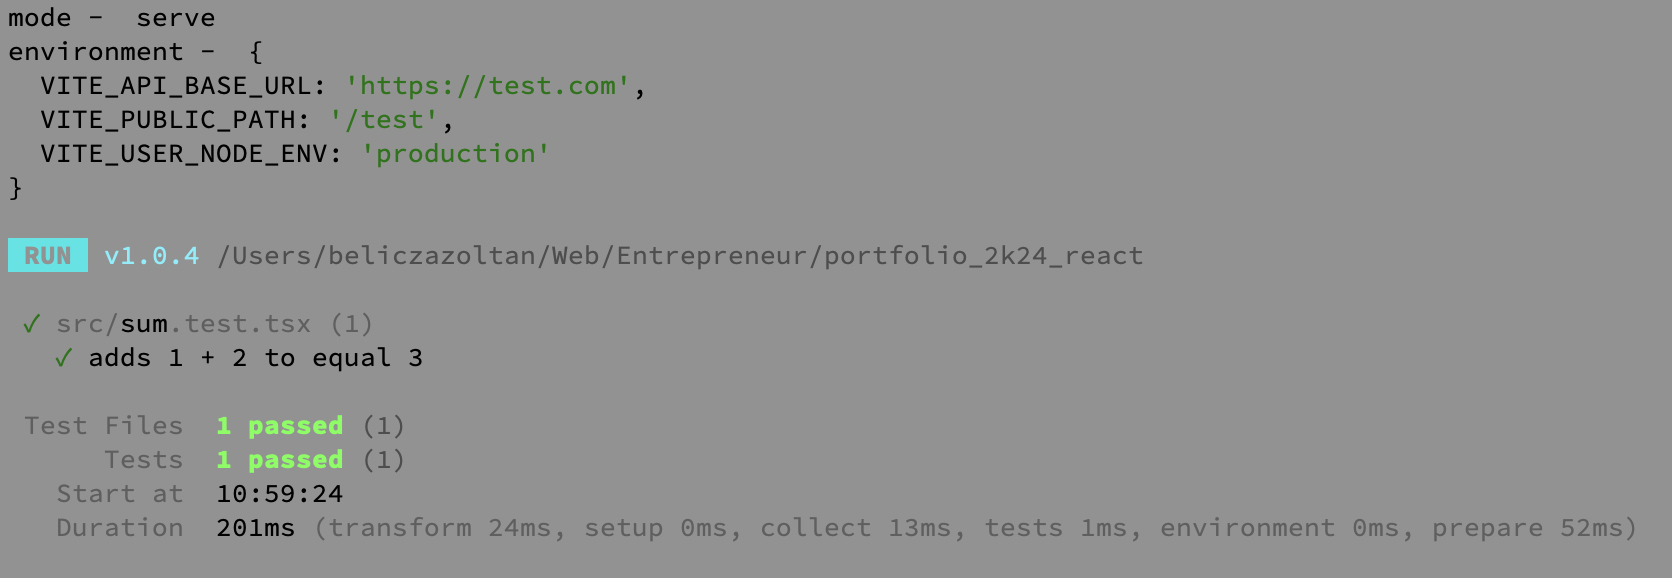 mode -  serve
environment -  {
  VITE_API_BASE_URL: 'https://test.com',
  VITE_PUBLIC_PATH: '/test',
  VITE_USER_NODE_ENV: 'production'
}
RUN v1.0.4 /Users/beliczazoltan/Web/Entrepreneur/portfolio_2k24_react
✓ src/sum.test.tsx (1)
✓ adds 1 + 2 to equal 3
Test Files  1 passed (1)
Tests  1 passed (1)
Start at  10:59:24
Duration  201ms (transform 24ms, setup 0ms, collect 13ms, tests 1ms, environment 0ms, prepare 52ms)